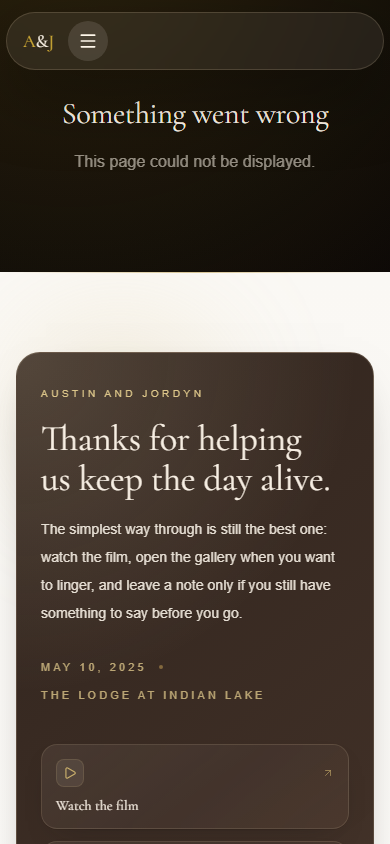 A&J
Something went wrong
This page could not be displayed.
AUSTIN AND JORDYN
Thanks for helping
us keep the day alive.
The simplest way through is still the best one:
watch the film, open the gallery when you want
to linger, and leave a note only if you still have
something to say before you go.
MAY 10, 2025 •
THE LODGE AT INDIAN LAKE
Watch the film